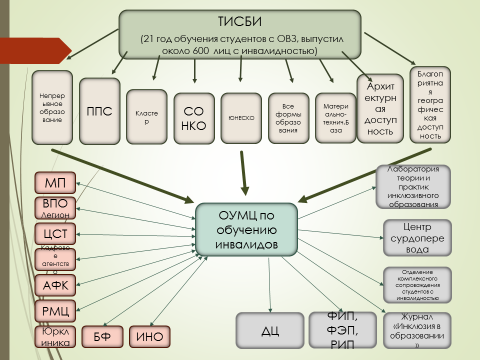 ТИСБИ
(21 год обучения студентов с ОВЗ, выпустил
около 600 лиц с инвалидностью)
Непрер
ывное
образо
вание
ППС
Класте
р
СО
НКО
ЮНЕСКО
Все
формы
образо
вания
Матери
ально-
технич.Б
аза
Архит
ектурн
ая
доступ
ность
Благоп
риятна
я
геогра
фичес
кая
доступ
ность
МП
ВПО
Легион
ЦСТ
Кадрово
е
агентств
АФК
РМЦ
Юркл
иника
БФ
ИНО
ОУМЦ по
обучению
инвалидов
ДЦ
ФИП,
ФЭП,
РИП
Лаборатория
теории и
практик
инклюзивного
образования
Центр
сурдопере
вода
Отделение
комплексного
сопровождения
студентов с
инвалидностью
Журнал
«Инклюзия в
образовании
»